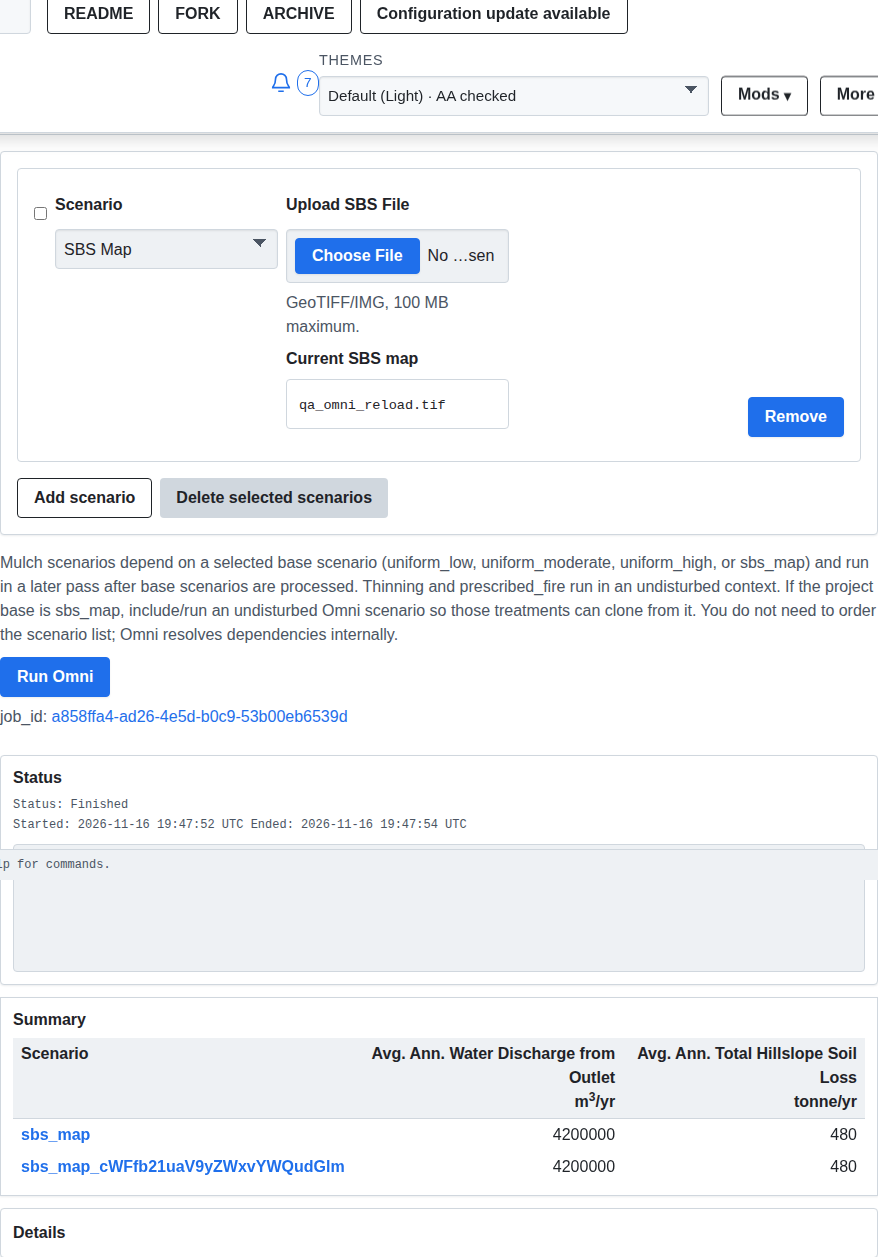 README
FORK
ARCHIVE
Configuration update available
THEMES
7
Default (Light) · AA checked
Mods ▾
More
Scenario
Upload SBS File
SBS Map
Choose File
No …sen
GeoTIFF/IMG, 100 MB
maximum.
Current SBS map
qa_omni_reload.tif
Remove
Add scenario
Delete selected scenarios
Mulch scenarios depend on a selected base scenario (uniform_low, uniform_moderate, uniform_high, or sbs_map) and run
in a later pass after base scenarios are processed. Thinning and prescribed_fire run in an undisturbed context. If the project
base is sbs_map, include/run an undisturbed Omni scenario so those treatments can clone from it. You do not need to order
the scenario list; Omni resolves dependencies internally.
Run Omni
job_id: a858ffa4-ad26-4e5d-b0c9-53b00eb6539d
Status
Status: Finished
Started: 2026-11-16 19:47:52 UTC Ended: 2026-11-16 19:47:54 UTC
lp for commands.
Summary
Scenario
Avg. Ann. Water Discharge from
Outlet
m³/yr
Avg. Ann. Total Hillslope Soil
Loss
tonne/yr
sbs_map 4200000 480
sbs_map_cWFfb21uaV9yZWxvYWQudGlm 4200000 480
Details